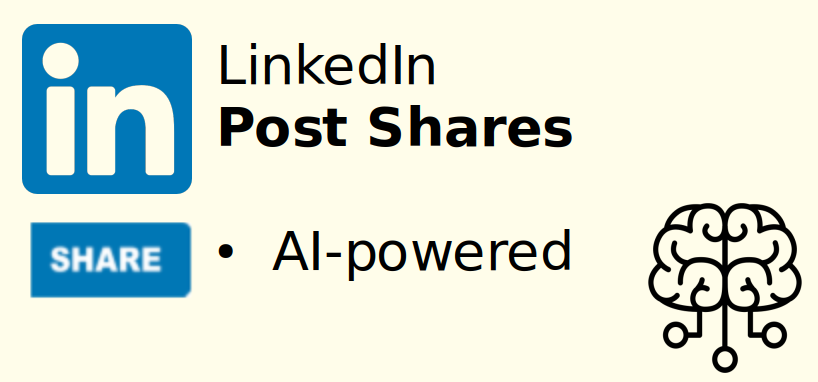 in
LinkedIn
Post Shares
SHARE
• AI-powered